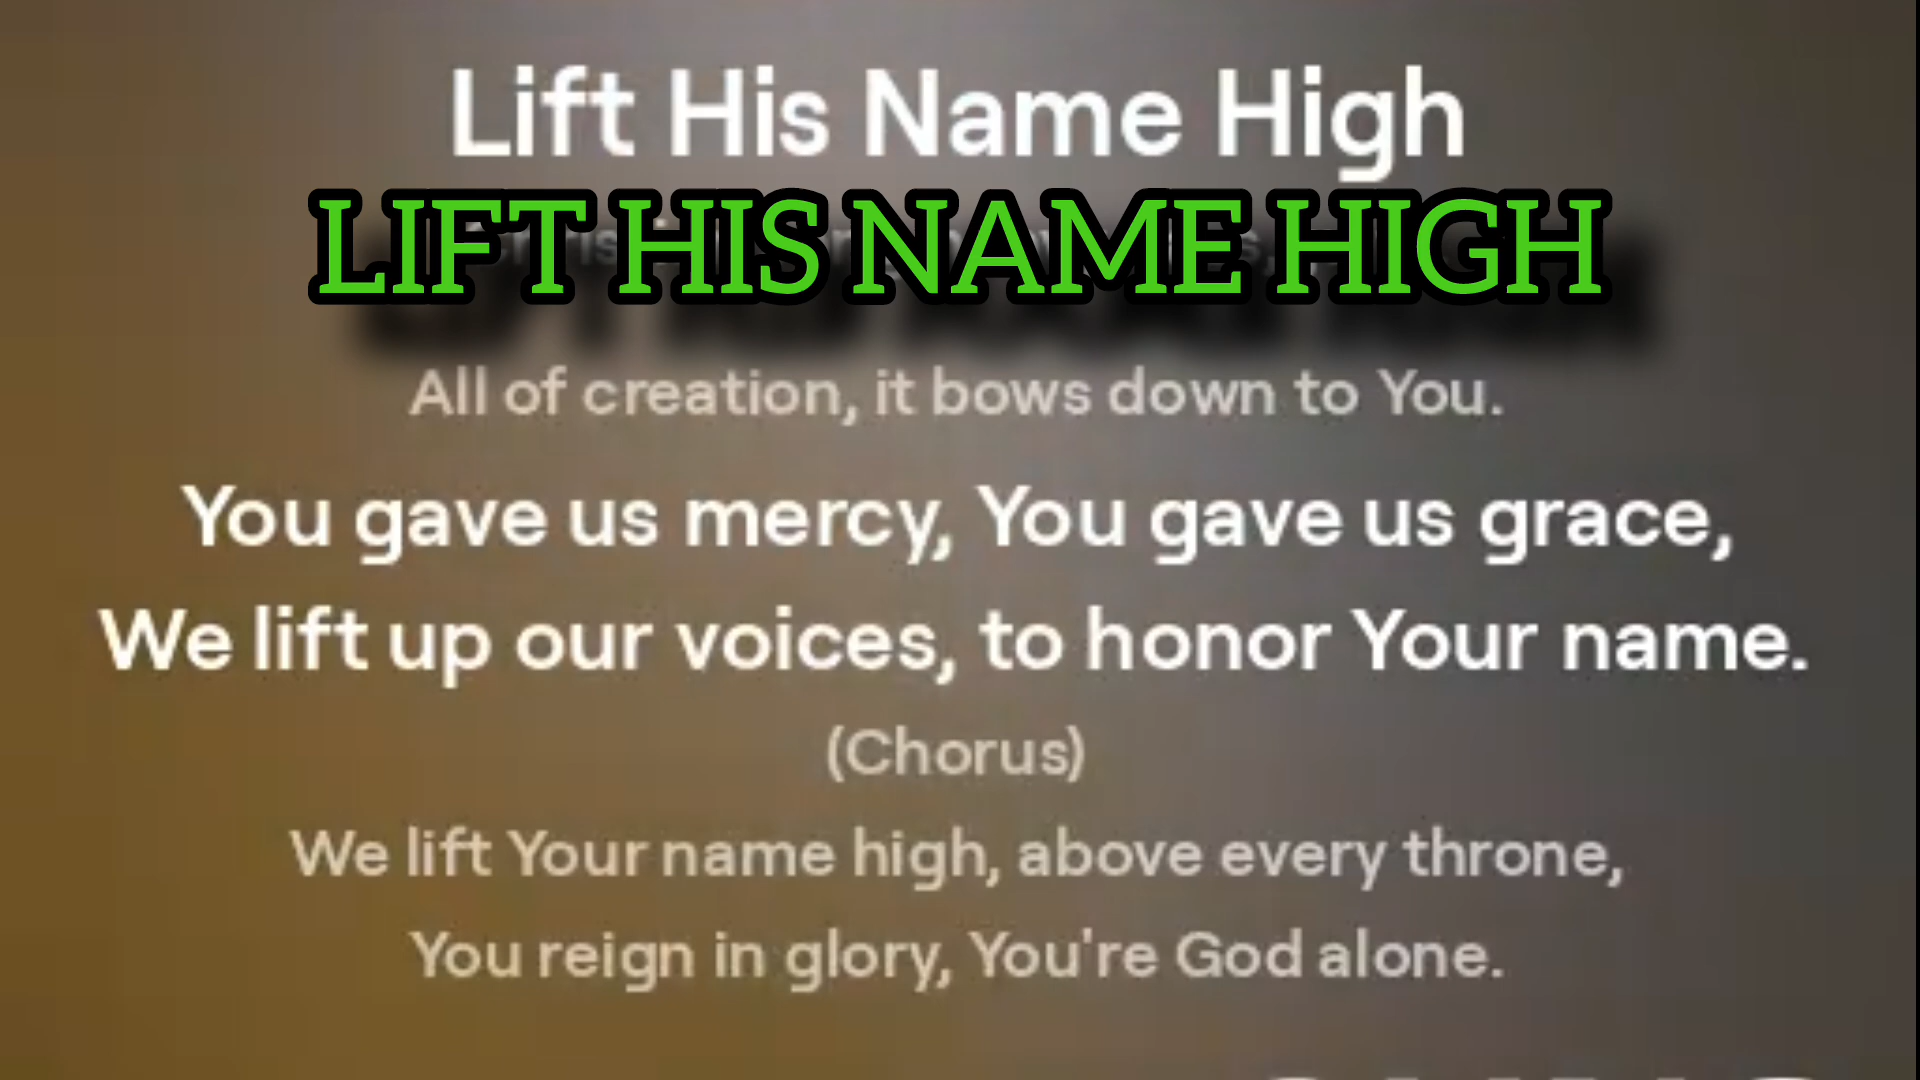 Lift His Name High
LIFT HIS NAME HIGH
All of creation, it bows down to You.
You gave us mercy, You gave us grace,
We lift up our voices, to honor Your name.
(Chorus)
We lift Your name high, above every throne,
You reign in glory, You're God alone.